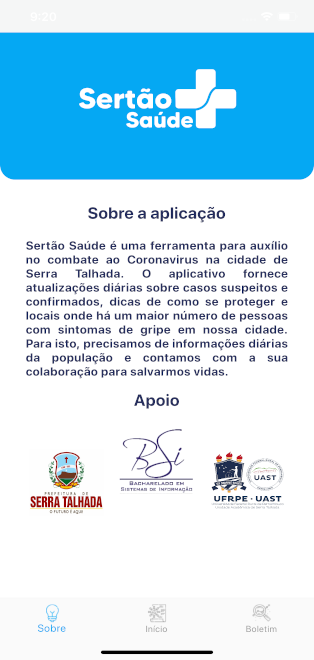 9:20
Sertão
Saúde
Sobre a aplicação
Sertão Saúde é uma ferramenta para auxílio
no combate ao Coronavirus na cidade de
Serra Talhada. O aplicativo fornece
atualizações diárias sobre casos suspeitos e
confirmados, dicas de como se proteger e
locais onde há um maior número de pessoas
com sintomas de gripe em nossa cidade.
Para isto, precisamos de informações diárias
da população e contamos com a sua
colaboração para salvarmos vidas.
Apoio
BSi
Bacharelado em
Sistemas de Informação
PREFEITURA DE
SERRA TALHADA
O FUTURO É AQUI
UAST
UFRPE · UAST
Sobre
Início
Boletim